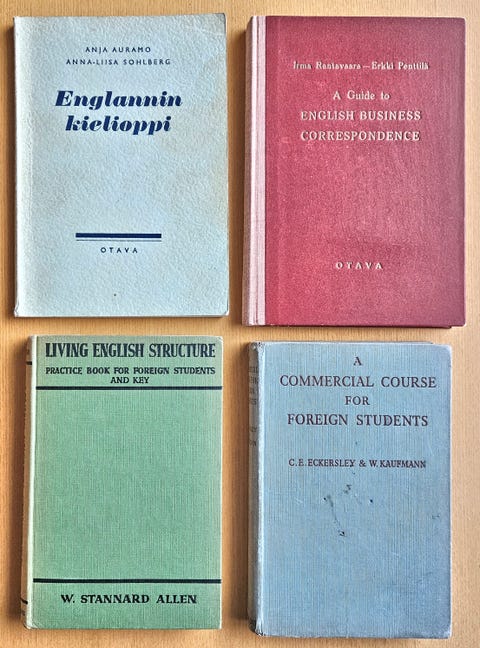 ANJA AURAMO
ANNA-LIISA SOHLBERG
Englannin
kielioppi
OTAVA
Irma Rantavaara — Erkki Penttilä
A Guide to
ENGLISH BUSINESS
CORRESPONDENCE
OTAVA
LIVING ENGLISH STRUCTURE
PRACTICE BOOK FOR FOREIGN STUDENTS
AND KEY
W. STANNARD ALLEN
A
COMMERCIAL COURSE
FOR
FOREIGN STUDENTS
C. E. ECKERSLEY & W. KAUFMANN